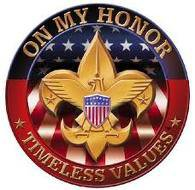 ON MY HONOR
★ TIMELESS VALUES ★